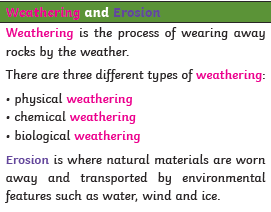 Weathering and Erosion
Weathering is the process of wearing away
rocks by the weather.
There are three different types of weathering:
• physical weathering
• chemical weathering
• biological weathering
Erosion is where natural materials are worn
away and transported by environmental
features such as water, wind and ice.